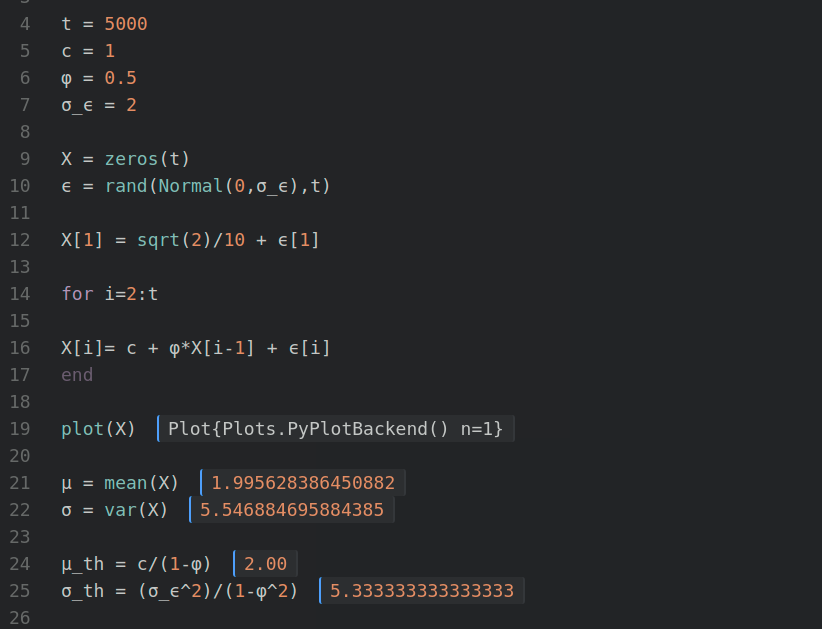 4 t = 5000
5 c = 1
6 φ = 0.5
7 σ_ϵ = 2
8
9 X = zeros(t)
10 ϵ = rand(Normal(0,σ_ϵ),t)
11
12 X[1] = sqrt(2)/10 + ϵ[1]
13
14 for i=2:t
15
16 X[i]= c + φ*X[i-1] + ϵ[i]
17 end
18
19 plot(X) Plot{Plots.PyPlotBackend() n=1}
20
21 μ = mean(X) 1.995628386450882
22 σ = var(X) 5.546884695884385
23
24 μ_th = c/(1-φ) 2.00
25 σ_th = (σ_ϵ^2)/(1-φ^2) 5.333333333333333
26